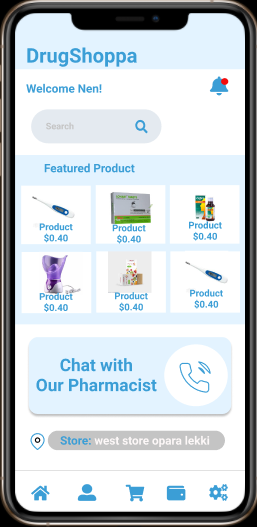 DrugShoppa
Welcome Nen!
Search
Featured Product
Product
$0.40
Product
$0.40
Product
$0.40
Product
$0.40
Product
$0.40
Product
$0.40
Chat with
Our Pharmacist
Store: west store opara lekki